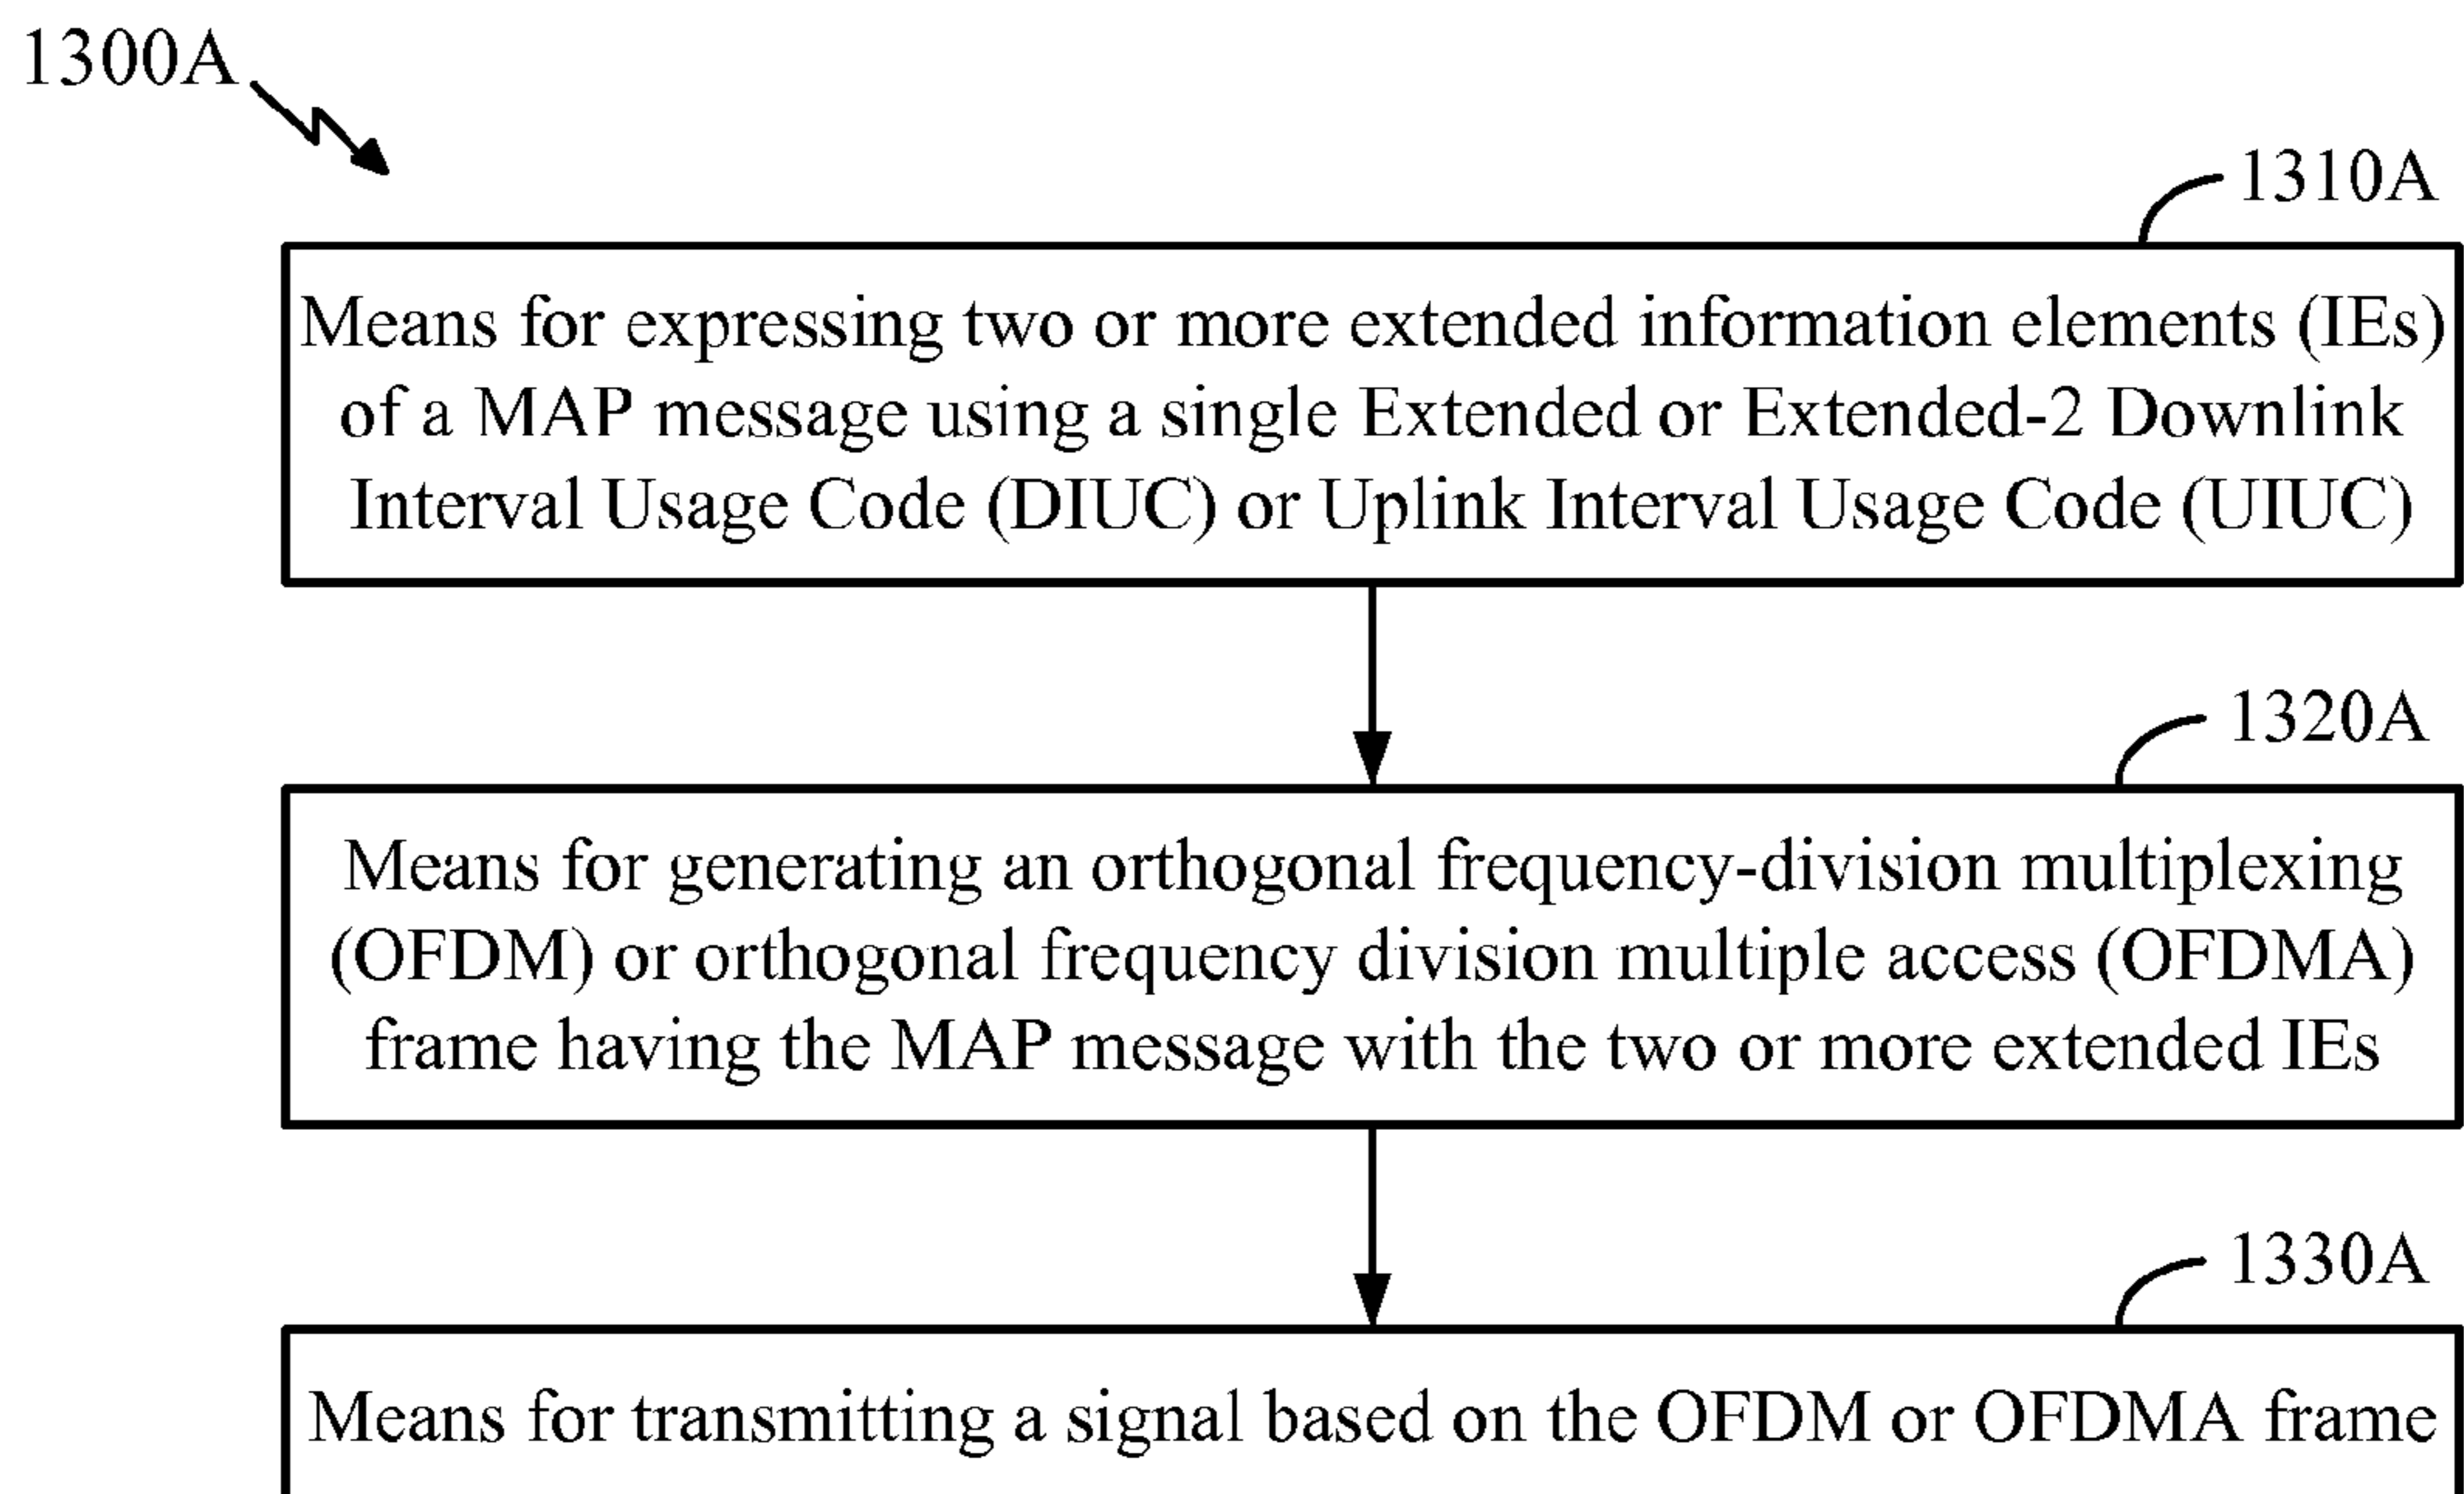 1300A
1310A
Means for expressing two or more extended information elements (IEs)
of a MAP message using a single Extended or Extended-2 Downlink
Interval Usage Code (DIUC) or Uplink Interval Usage Code (UIUC)
1320A
Means for generating an orthogonal frequency-division multiplexing
(OFDM) or orthogonal frequency division multiple access (OFDMA)
frame having the MAP message with the two or more extended IEs
1330A
Means for transmitting a signal based on the OFDM or OFDMA frame